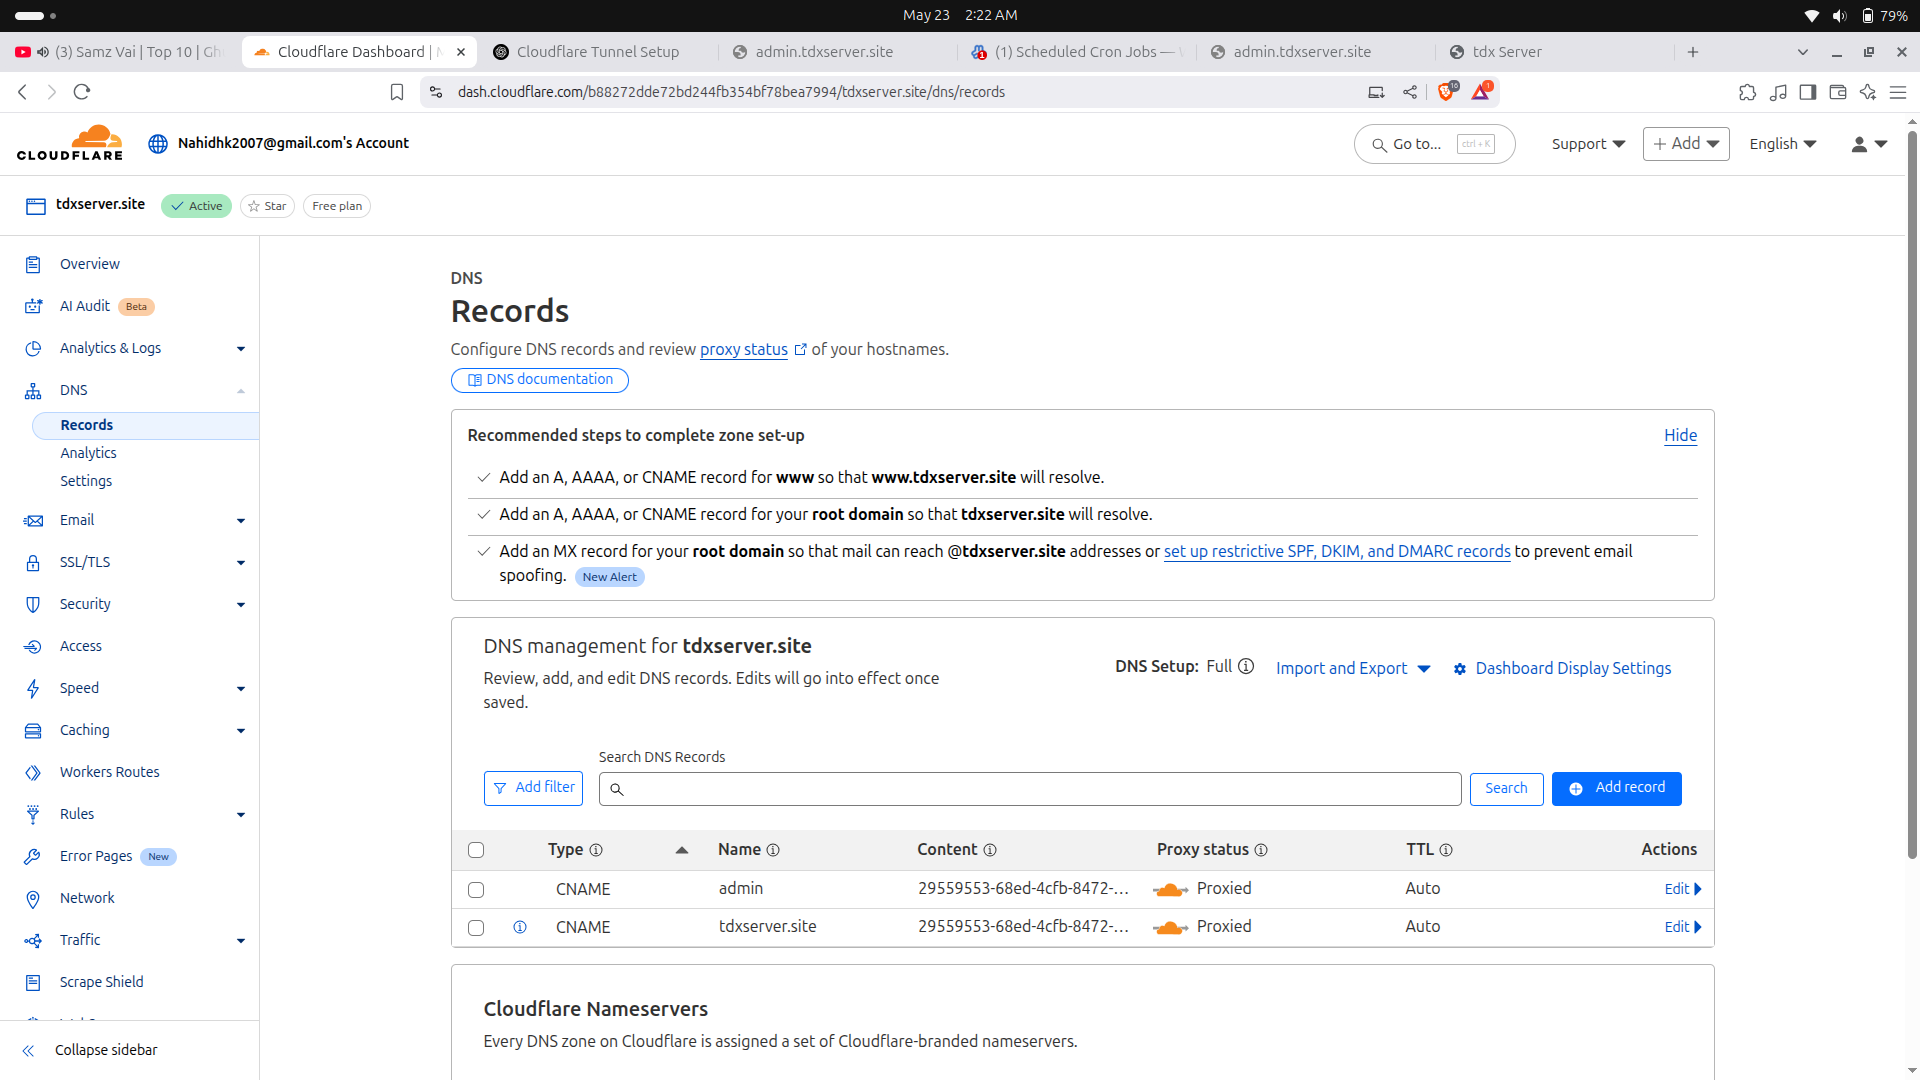 May 23 2:22 AM
79%
(3) Samz Vai | Top 10 | Gh
Cloudflare Dashboard |
Cloudflare Tunnel Setup
admin.tdxserver.site
(1) Scheduled Cron Jobs —
admin.tdxserver.site
tdx Server
dash.cloudflare.com/b88272dde72bd244fb354bf78bea7994/tdxserver.site/dns/records
10
1
CLOUDFLARE
Nahidhk2007@gmail.com's Account
Go to...
ctrl + K
Support
Add
English
tdxserver.site
Active
Star
Free plan
Overview
AI Audit Beta
Analytics & Logs
DNS
Records
Analytics
Settings
Email
SSL/TLS
Security
Access
Speed
Caching
Workers Routes
Rules
Error Pages New
Network
Traffic
Scrape Shield
Collapse sidebar
DNS
Records
Configure DNS records and review proxy status of your hostnames.
DNS documentation
Recommended steps to complete zone set-up
Hide
Add an A, AAAA, or CNAME record for www so that www.tdxserver.site will resolve.
Add an A, AAAA, or CNAME record for your root domain so that tdxserver.site will resolve.
Add an MX record for your root domain so that mail can reach @tdxserver.site addresses or set up restrictive SPF, DKIM, and DMARC records to prevent email
spoofing. New Alert
DNS management for tdxserver.site
Review, add, and edit DNS records. Edits will go into effect once
saved.
DNS Setup: Full
Import and Export
Dashboard Display Settings
Search DNS Records
Add filter
Search
Add record
Type Name Content Proxy status TTL Actions
CNAME admin 29559553-68ed-4cfb-8472-... Proxied Auto Edit
CNAME tdxserver.site 29559553-68ed-4cfb-8472-... Proxied Auto Edit
Cloudflare Nameservers
Every DNS zone on Cloudflare is assigned a set of Cloudflare-branded nameservers.